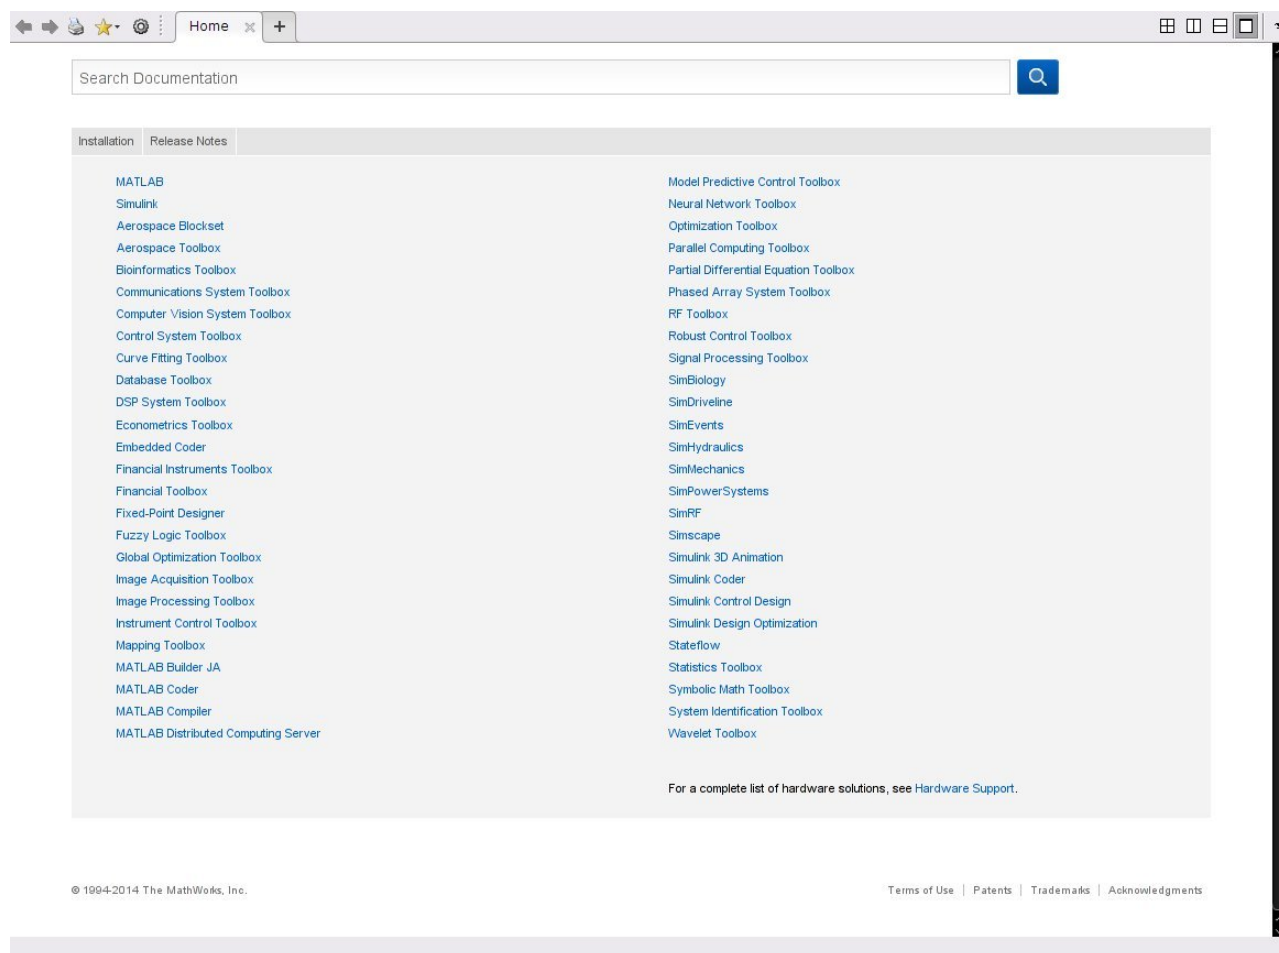 Home
Search Documentation
Installation Release Notes
MATLAB
Simulink
Aerospace Blockset
Aerospace Toolbox
Bioinformatics Toolbox
Communications System Toolbox
Computer Vision System Toolbox
Control System Toolbox
Curve Fitting Toolbox
Database Toolbox
DSP System Toolbox
Econometrics Toolbox
Embedded Coder
Financial Instruments Toolbox
Financial Toolbox
Fixed-Point Designer
Fuzzy Logic Toolbox
Global Optimization Toolbox
Image Acquisition Toolbox
Image Processing Toolbox
Instrument Control Toolbox
Mapping Toolbox
MATLAB Builder JA
MATLAB Coder
MATLAB Compiler
MATLAB Distributed Computing Server
Model Predictive Control Toolbox
Neural Network Toolbox
Optimization Toolbox
Parallel Computing Toolbox
Partial Differential Equation Toolbox
Phased Array System Toolbox
RF Toolbox
Robust Control Toolbox
Signal Processing Toolbox
SimBiology
SimDriveline
SimEvents
SimHydraulics
SimMechanics
SimPowerSystems
SimRF
Simscape
Simulink 3D Animation
Simulink Coder
Simulink Control Design
Simulink Design Optimization
Stateflow
Statistics Toolbox
Symbolic Math Toolbox
System Identification Toolbox
Wavelet Toolbox
For a complete list of hardware solutions, see Hardware Support.
© 1994-2014 The MathWorks, Inc.
Terms of Use | Patents | Trademarks | Acknowledgments